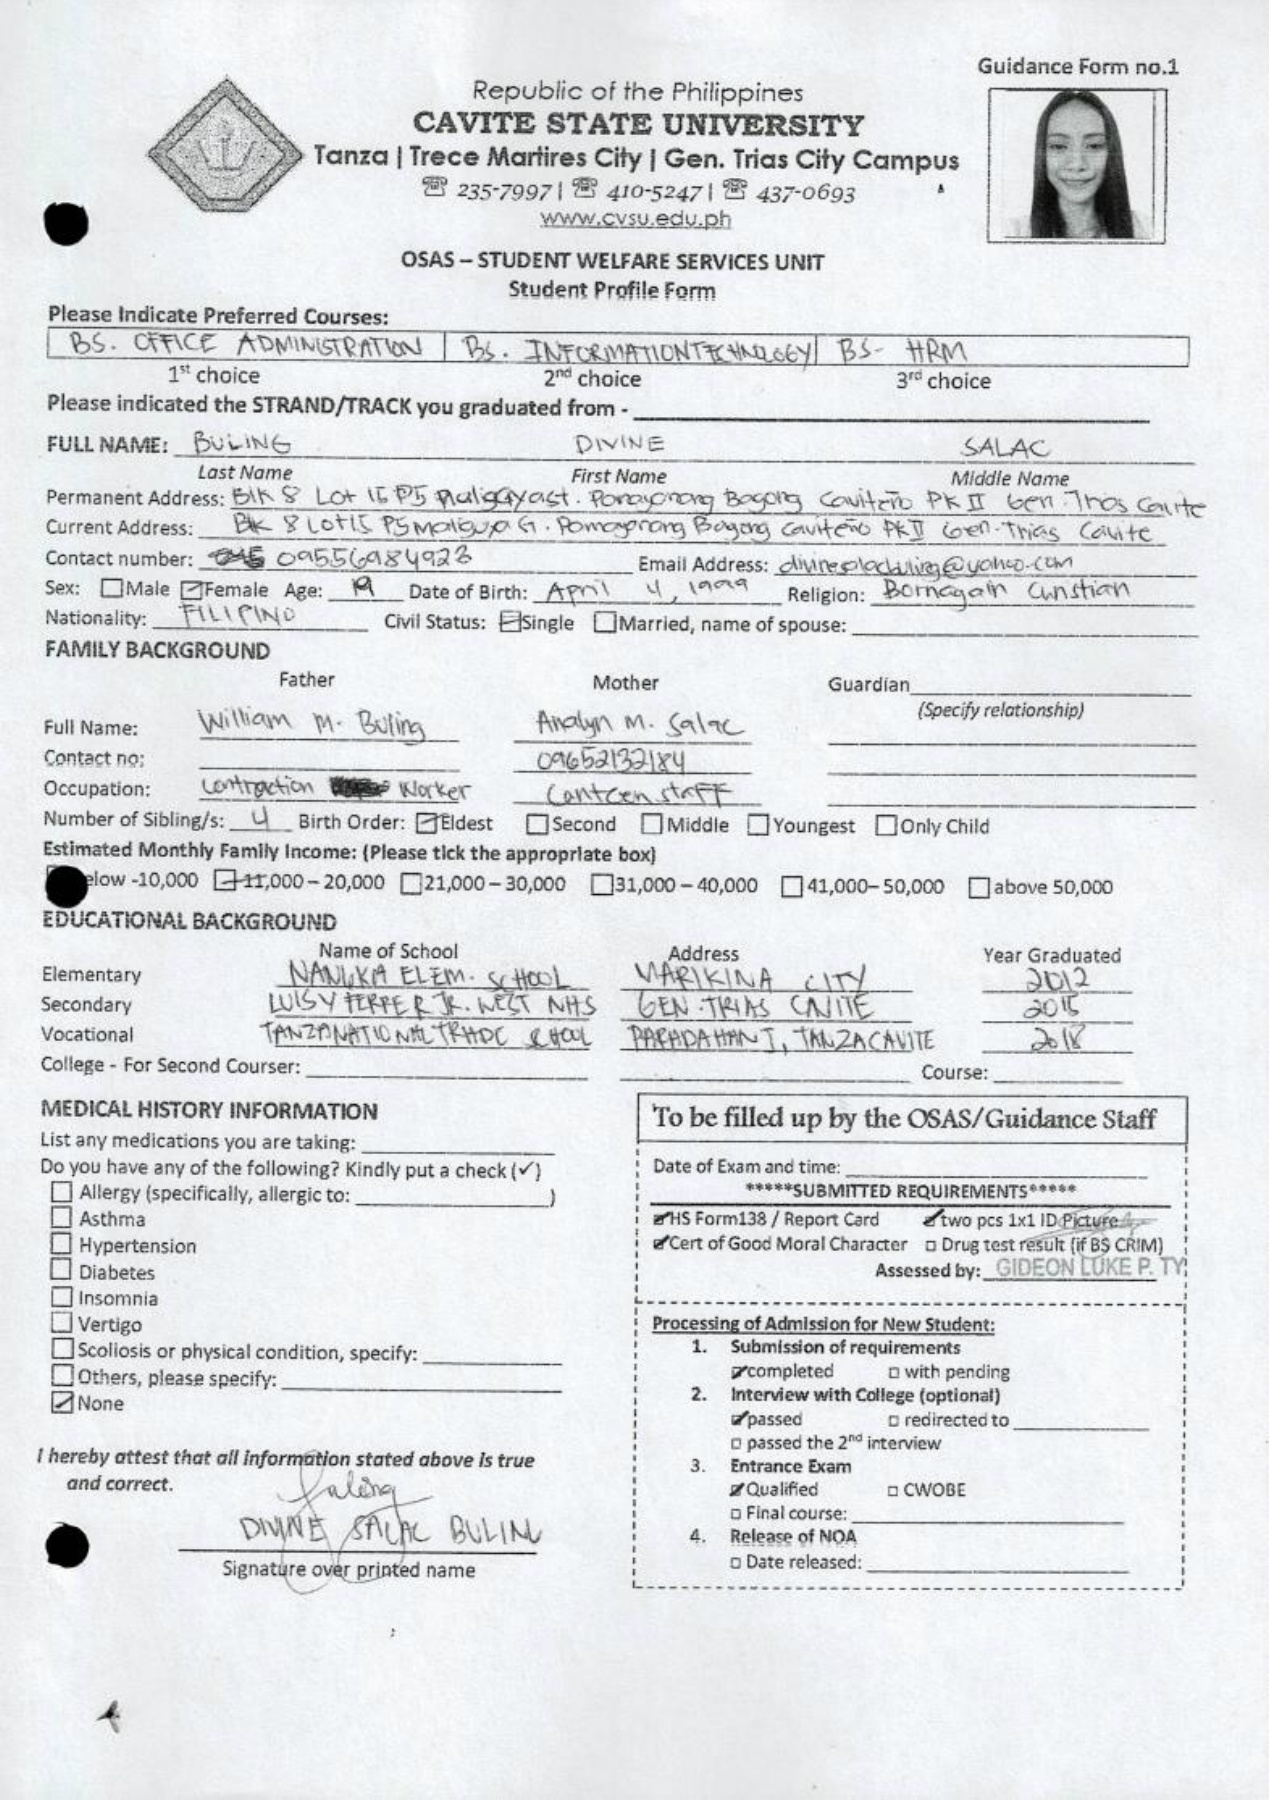 Guidance Form no.1
Republic of the Philippines
CAVITE STATE UNIVERSITY
Tanza | Trece Martires City | Gen. Trias City Campus
☎ 235-7997 | ☎ 410-5247 | ☎ 437-0693
www.cvsu.edu.ph
OSAS – STUDENT WELFARE SERVICES UNIT
Student Profile Form
Please Indicate Preferred Courses:
BS. OFFICE ADMINISTRATION BS. INFORMATION TECHNOLOGY BS- HRM
1st choice 2nd choice 3rd choice
Please indicated the STRAND/TRACK you graduated from -
FULL NAME: BULING DIVINE SALAC
Last Name First Name Middle Name
Permanent Address: Blk 8 Lot 15 P5 Bagong Caviteño PK II Gen. Trias Cavite
Current Address: Blk 8 Lot 15 P5 Bagong Caviteño PK II Gen. Trias Cavite
Contact number: 09556984923 Email Address: @yahoo.com
Sex: ☐Male ☑Female Age: 19 Date of Birth: April 4, 1999 Religion: Bornagain Christian
Nationality: FILIPINO Civil Status: ☑Single ☐Married, name of spouse:
FAMILY BACKGROUND
Father Mother Guardian
(Specify relationship)
Full Name: William M. Buling Analyn M. Salac
Contact no: 09652132184
Occupation: Worker Canteen staff
Number of Sibling/s: 4 Birth Order: ☑Eldest ☐Second ☐Middle ☐Youngest ☐Only Child
Estimated Monthly Family Income: (Please tick the appropriate box)
elow -10,000 ☑11,000 – 20,000 ☐21,000 – 30,000 ☐31,000 – 40,000 ☐41,000– 50,000 ☐above 50,000
EDUCATIONAL BACKGROUND
Name of School Address Year Graduated
Elementary NANGKA ELEM. SCHOOL MARIKINA CITY 2012
Secondary LUIS Y FERRER JR. WEST NHS GEN. TRIAS CAVITE 2015
Vocational TANZA NATIONAL TRADE SCHOOL PARADAHAN I, TANZA CAVITE 2018
College - For Second Courser: Course:
MEDICAL HISTORY INFORMATION
List any medications you are taking:
Do you have any of the following? Kindly put a check (✓)
☐ Allergy (specifically, allergic to: )
☐ Asthma
☐ Hypertension
☐ Diabetes
☐ Insomnia
☐ Vertigo
☐ Scoliosis or physical condition, specify:
☐ Others, please specify:
☑ None
I hereby attest that all information stated above is true
and correct.
DIVINE SALAC BULING
Signature over printed name
To be filled up by the OSAS/Guidance Staff
Date of Exam and time:
*****SUBMITTED REQUIREMENTS*****
☑HS Form138 / Report Card ☑two pcs 1x1 ID Picture
☑Cert of Good Moral Character ☐ Drug test result (if BS CRIM)
Assessed by: GIDEON LUKE P. TY
Processing of Admission for New Student:
1. Submission of requirements
☑completed ☐ with pending
2. Interview with College (optional)
☑passed ☐ redirected to
☐ passed the 2nd interview
3. Entrance Exam
☑Qualified ☐ CWOBE
☐ Final course:
4. Release of NOA
☐ Date released: